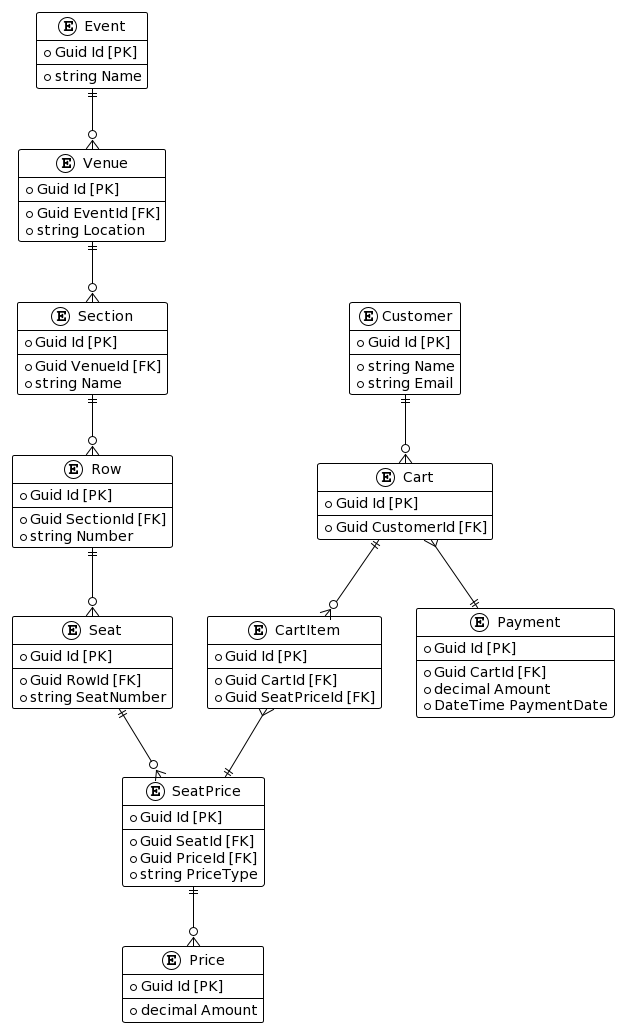 E Event
Guid Id [PK]
string Name
E Venue
Guid Id [PK]
Guid EventId [FK]
string Location
E Section
Guid Id [PK]
Guid VenueId [FK]
string Name
E Customer
Guid Id [PK]
string Name
string Email
E Row
Guid Id [PK]
Guid SectionId [FK]
string Number
E Cart
Guid Id [PK]
Guid CustomerId [FK]
E Seat
Guid Id [PK]
Guid RowId [FK]
string SeatNumber
E CartItem
Guid Id [PK]
Guid CartId [FK]
Guid SeatPriceId [FK]
E Payment
Guid Id [PK]
Guid CartId [FK]
decimal Amount
DateTime PaymentDate
E SeatPrice
Guid Id [PK]
Guid SeatId [FK]
Guid PriceId [FK]
string PriceType
E Price
Guid Id [PK]
decimal Amount